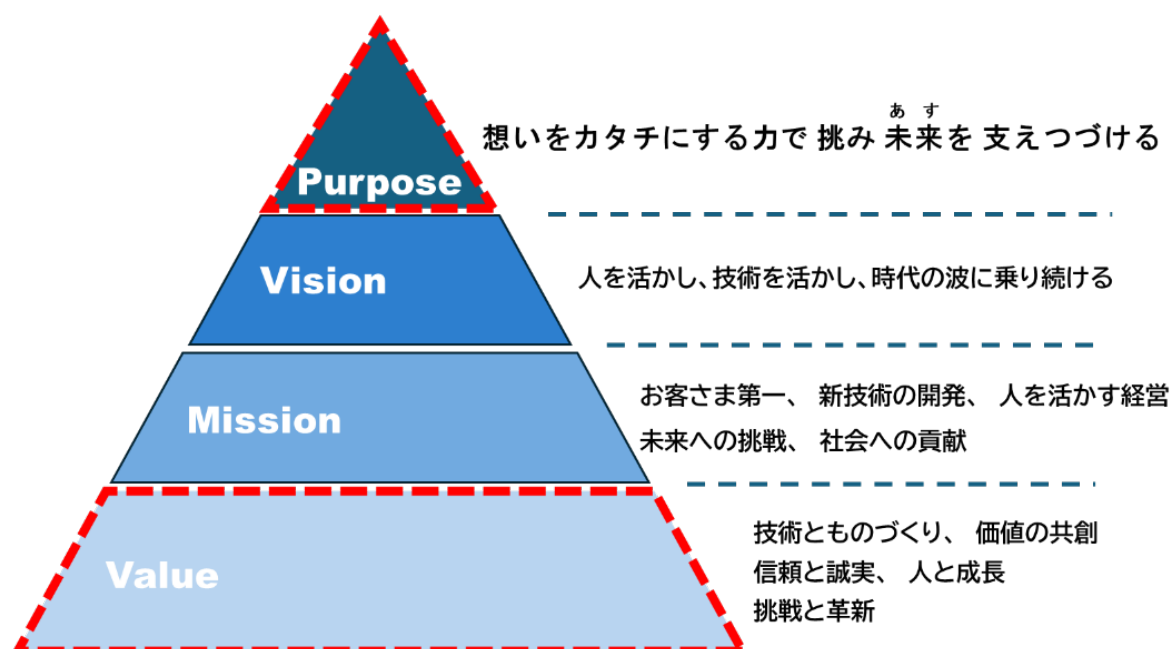 あす
想いをカタチにする力で 挑み 未来を 支えつづける
Purpose
Vision
人を活かし、技術を活かし、時代の波に乗り続ける
Mission
お客さま第一、 新技術の開発、 人を活かす経営
未来への挑戦、 社会への貢献
Value
技術とものづくり、 価値の共創
信頼と誠実、 人と成長
挑戦と革新